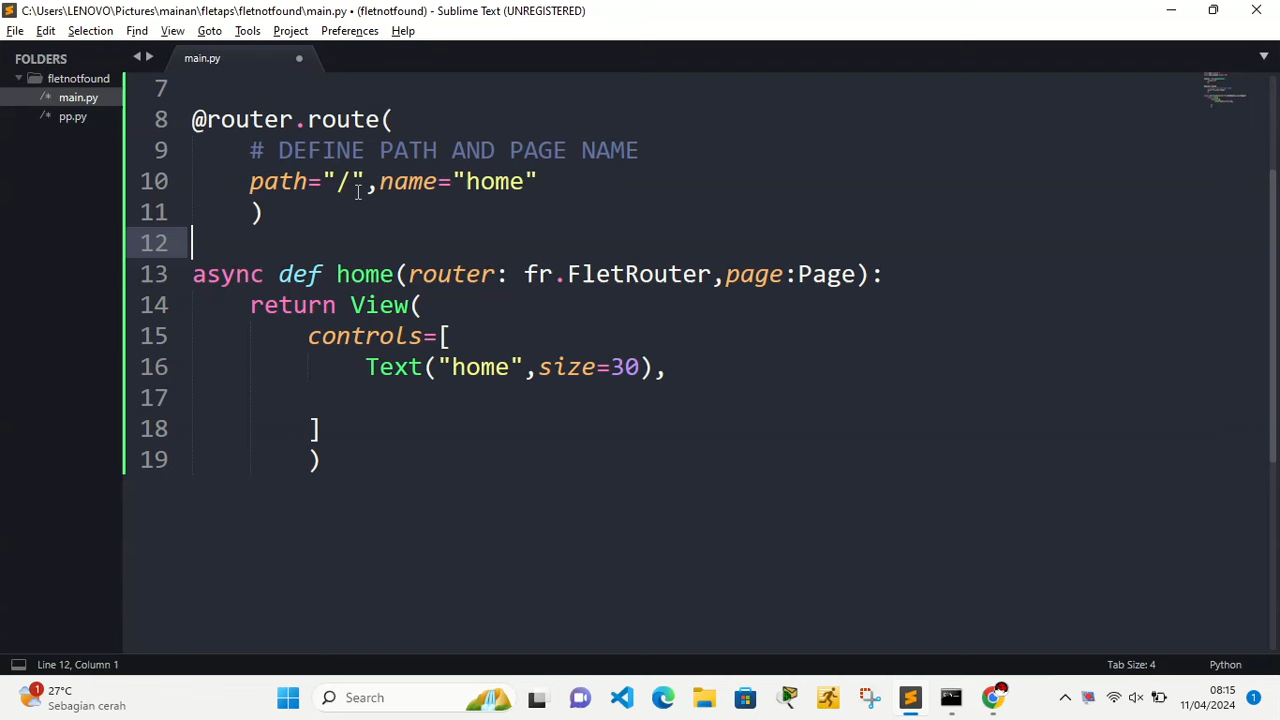 C:\Users\LENOVO\Pictures\mainan\fletaps\fletnotfound\main.py • (fletnotfound) - Sublime Text (UNREGISTERED)
File Edit Selection Find View Goto Tools Project Preferences Help
FOLDERS
fletnotfound
/* main.py
/* pp.py
main.py
7
8 @router.route(
9 # DEFINE PATH AND PAGE NAME
10 path="/",name="home"
11 )
12
13 async def home(router: fr.FletRouter,page:Page):
14 return View(
15 controls=[
16 Text("home",size=30),
17
18 ]
19 )
Line 12, Column 1 Tab Size: 4 Python
1
27°C
Sebagian cerah
Search
08:15
11/04/2024
1